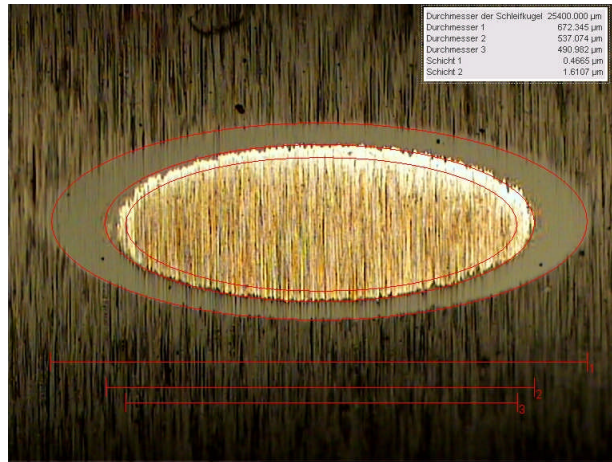 Durchmesser der Schleifkugel 25400.000 µm
Durchmesser 1 672.345 µm
Durchmesser 2 537.074 µm
Durchmesser 3 490.982 µm
Schicht 1 0.4665 µm
Schicht 2 1.6107 µm
1
2
3